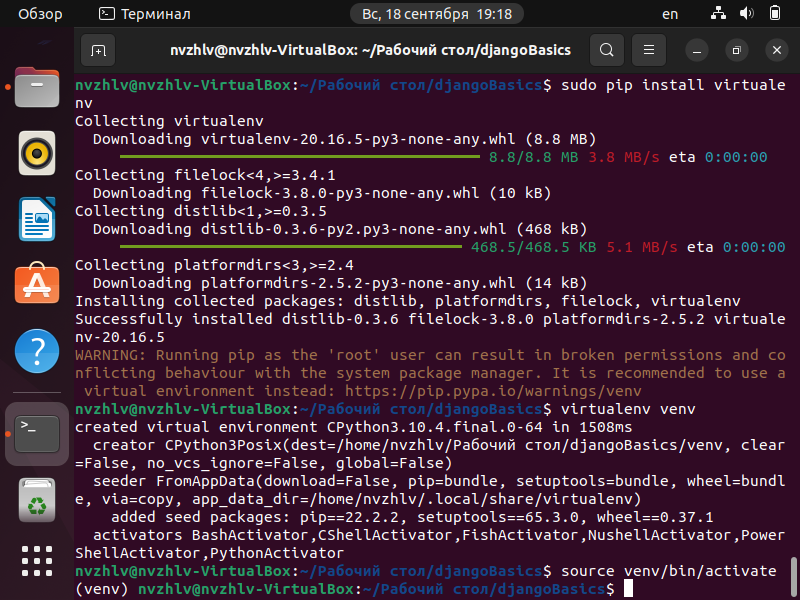 Обзор
Терминал
Вс, 18 сентября 19:18
en
nvzhlv@nvzhlv-VirtualBox: ~/Рабочий стол/djangoBasics
nvzhlv@nvzhlv-VirtualBox:~/Рабочий стол/djangoBasics$ sudo pip install virtuale
nv
Collecting virtualenv
  Downloading virtualenv-20.16.5-py3-none-any.whl (8.8 MB)
8.8/8.8 MB 3.8 MB/s eta 0:00:00
Collecting filelock<4,>=3.4.1
  Downloading filelock-3.8.0-py3-none-any.whl (10 kB)
Collecting distlib<1,>=0.3.5
  Downloading distlib-0.3.6-py2.py3-none-any.whl (468 kB)
468.5/468.5 KB 5.1 MB/s eta 0:00:00
Collecting platformdirs<3,>=2.4
  Downloading platformdirs-2.5.2-py3-none-any.whl (14 kB)
Installing collected packages: distlib, platformdirs, filelock, virtualenv
Successfully installed distlib-0.3.6 filelock-3.8.0 platformdirs-2.5.2 virtuale
nv-20.16.5
WARNING: Running pip as the 'root' user can result in broken permissions and co
nflicting behaviour with the system package manager. It is recommended to use a
 virtual environment instead: https://pip.pypa.io/warnings/venv
nvzhlv@nvzhlv-VirtualBox:~/Рабочий стол/djangoBasics$ virtualenv venv
created virtual environment CPython3.10.4.final.0-64 in 1508ms
  creator CPython3Posix(dest=/home/nvzhlv/Рабочий стол/djangoBasics/venv, clear
=False, no_vcs_ignore=False, global=False)
  seeder FromAppData(download=False, pip=bundle, setuptools=bundle, wheel=bundl
e, via=copy, app_data_dir=/home/nvzhlv/.local/share/virtualenv)
    added seed packages: pip==22.2.2, setuptools==65.3.0, wheel==0.37.1
  activators BashActivator,CShellActivator,FishActivator,NushellActivator,Power
ShellActivator,PythonActivator
nvzhlv@nvzhlv-VirtualBox:~/Рабочий стол/djangoBasics$ source venv/bin/activate
(venv) nvzhlv@nvzhlv-VirtualBox:~/Рабочий стол/djangoBasics$